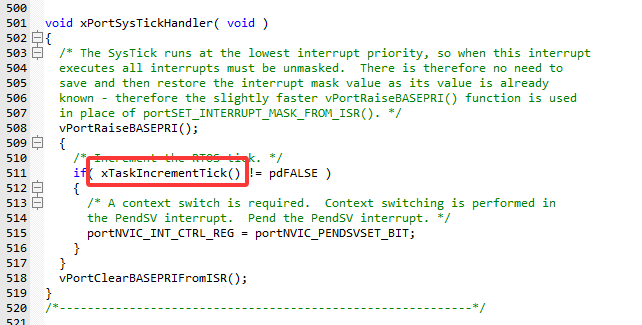 500
501 void xPortSysTickHandler( void )
502 {
503 /* The SysTick runs at the lowest interrupt priority, so when this interrupt
504 executes all interrupts must be unmasked.  There is therefore no need to
505 save and then restore the interrupt mask value as its value is already
506 known - therefore the slightly faster vPortRaiseBASEPRI() function is used
507 in place of portSET_INTERRUPT_MASK_FROM_ISR(). */
508 vPortRaiseBASEPRI();
509 {
510 /* Increment the RTOS tick. */
511 if( xTaskIncrementTick() != pdFALSE )
512 {
513 /* A context switch is required.  Context switching is performed in
514 the PendSV interrupt.  Pend the PendSV interrupt. */
515 portNVIC_INT_CTRL_REG = portNVIC_PENDSVSET_BIT;
516 }
517 }
518 vPortClearBASEPRIFromISR();
519 }
520 /*-----------------------------------------------------------*/
521